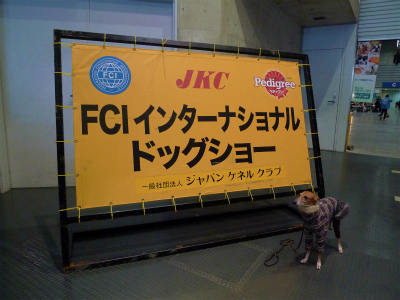 FCI
JKC
Pedigree
FCI インターナショナル
ドッグショー
一般社団法人 ジャパン ケネル クラブ